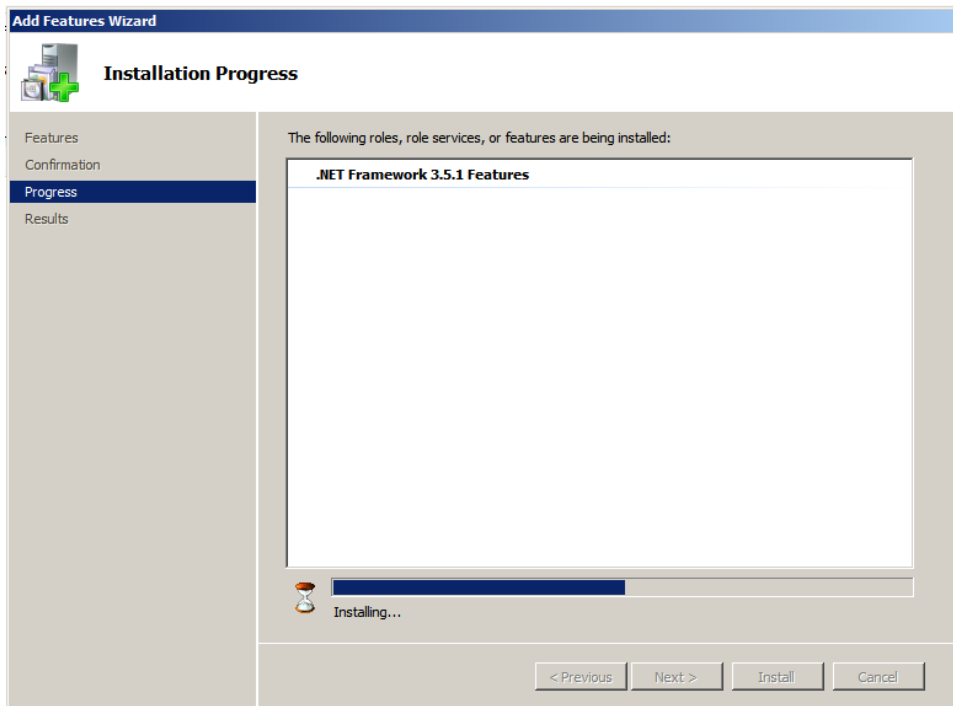 Add Features Wizard
Installation Progress
Features
Confirmation
Progress
Results
The following roles, role services, or features are being installed:
.NET Framework 3.5.1 Features
Installing...
< Previous
Next >
Install
Cancel